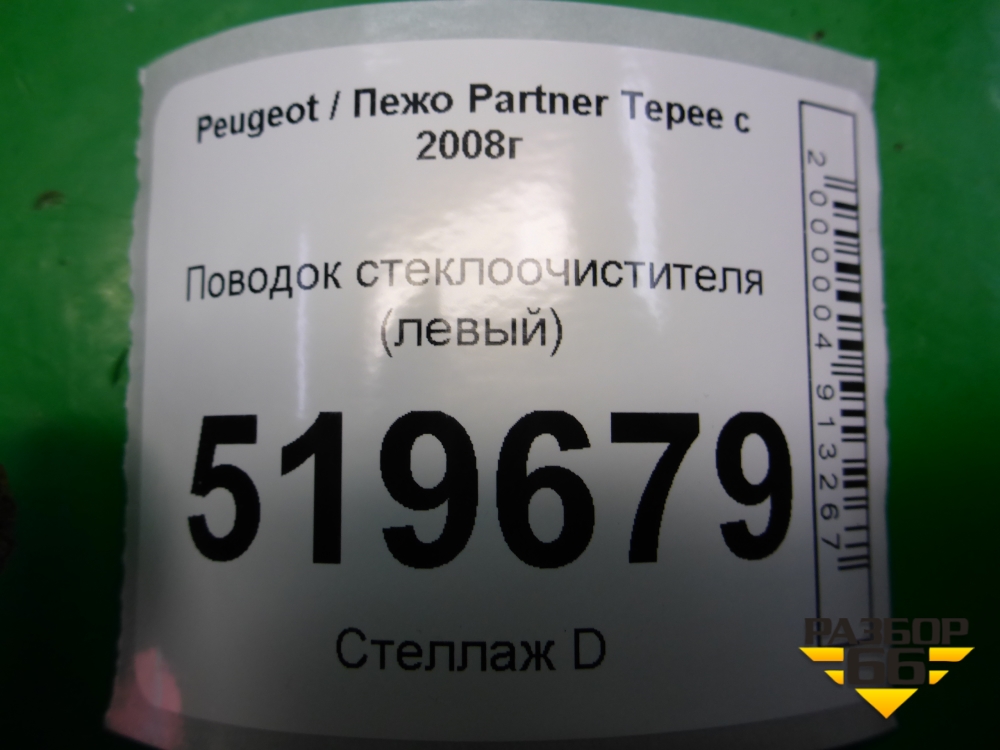 Peugeot / Пежо Partner Tepee с
2008г
Поводок стеклоочистителя
(левый)
519679
Стеллаж D
2000004913267
РАЗБОР
66